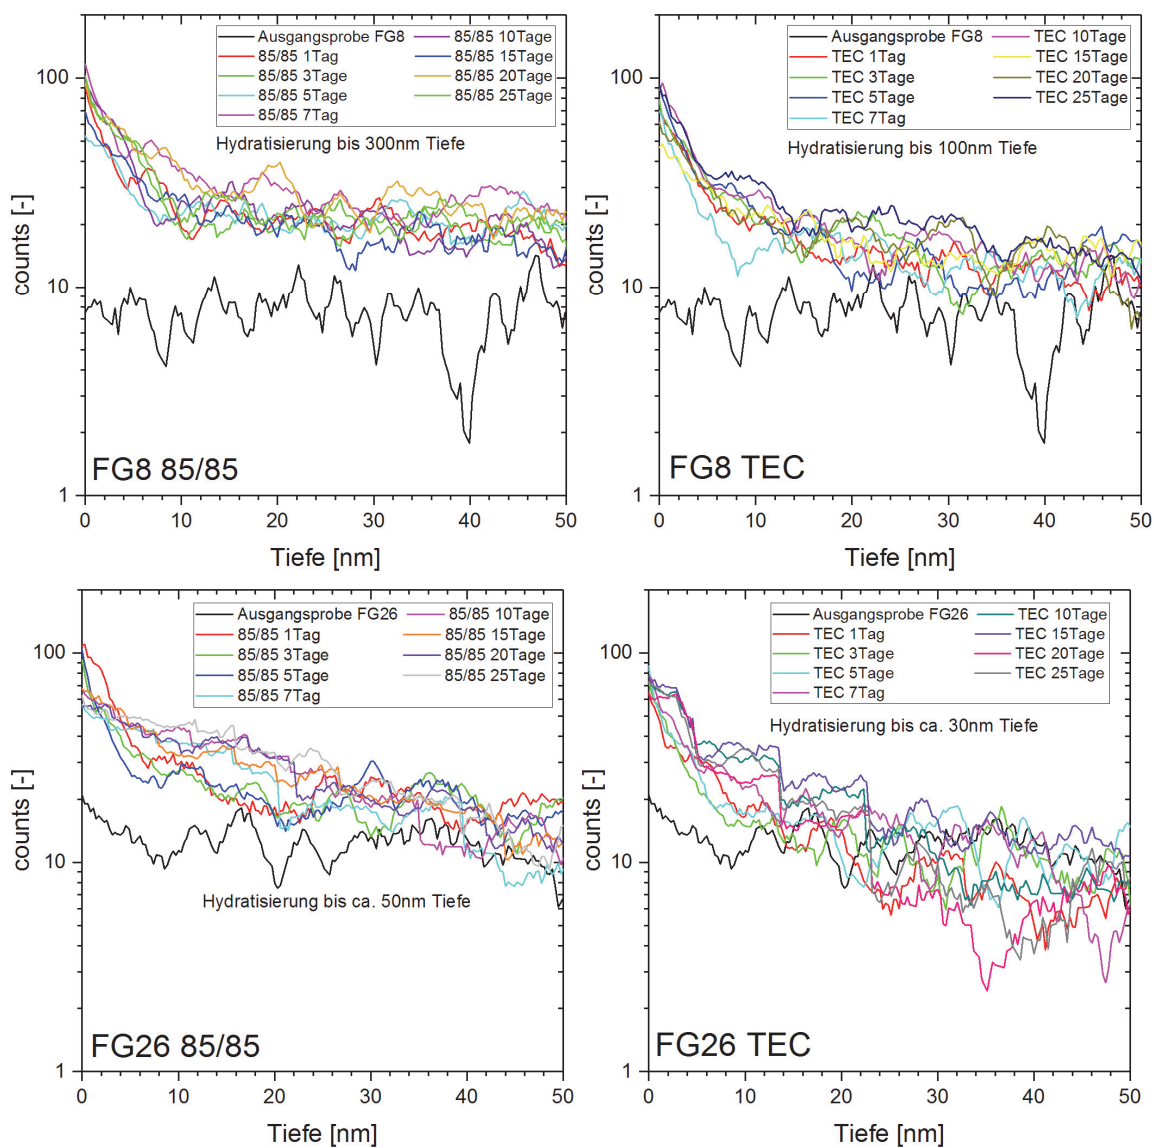 100
10
1
counts [-]
Ausgangsprobe FG8
85/85 1Tag
85/85 3Tage
85/85 5Tage
85/85 7Tag
85/85 10Tage
85/85 15Tage
85/85 20Tage
85/85 25Tage
Hydratisierung bis 300nm Tiefe
FG8 85/85
0 10 20 30 40 50
Tiefe [nm]
100
10
1
counts [-]
Ausgangsprobe FG8
TEC 1Tag
TEC 3Tage
TEC 5Tage
TEC 7Tag
TEC 10Tage
TEC 15Tage
TEC 20Tage
TEC 25Tage
Hydratisierung bis 100nm Tiefe
FG8 TEC
0 10 20 30 40 50
Tiefe [nm]
100
10
1
counts [-]
Ausgangsprobe FG26
85/85 1Tag
85/85 3Tage
85/85 5Tage
85/85 7Tag
85/85 10Tage
85/85 15Tage
85/85 20Tage
85/85 25Tage
Hydratisierung bis ca. 50nm Tiefe
FG26 85/85
0 10 20 30 40 50
Tiefe [nm]
100
10
1
counts [-]
Ausgangsprobe FG26
TEC 1Tag
TEC 3Tage
TEC 5Tage
TEC 7Tag
TEC 10Tage
TEC 15Tage
TEC 20Tage
TEC 25Tage
Hydratisierung bis ca. 30nm Tiefe
FG26 TEC
0 10 20 30 40 50
Tiefe [nm]